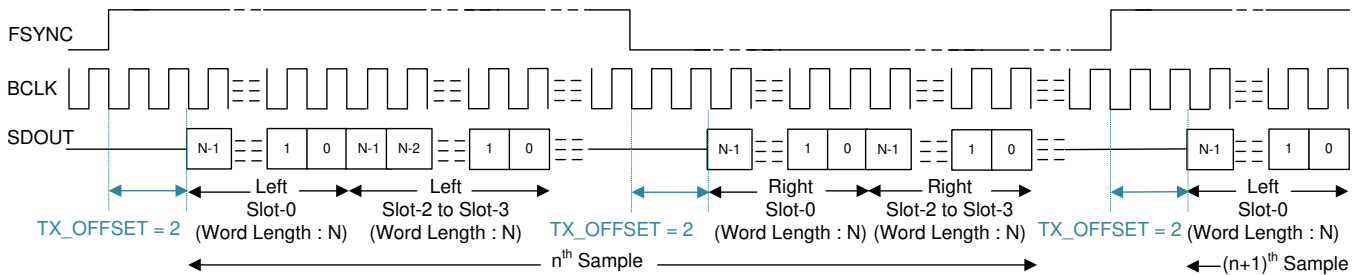 FSYNC
BCLK
SDOUT
N-1 1 0 N-1 N-2 1 0 N-1 1 0 N-1 1 0 N-1 1 0
Left Left Right Right Left
Slot-0 Slot-2 to Slot-3 Slot-0 Slot-2 to Slot-3 Slot-0
TX_OFFSET = 2 (Word Length : N) (Word Length : N) TX_OFFSET = 2 (Word Length : N) (Word Length : N) TX_OFFSET = 2 (Word Length : N)
nth Sample (n+1)th Sample